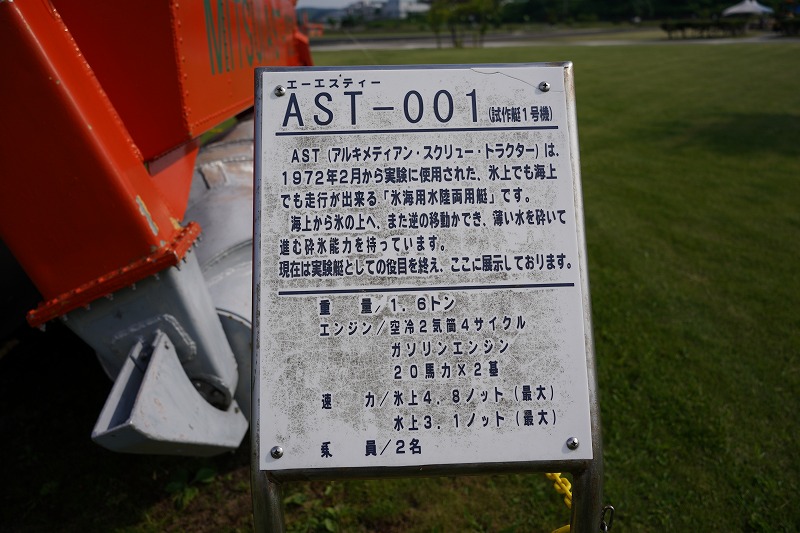 MITSU
エーエスティー
AST-001(試作艇1号機)
AST(アルキメディアン・スクリュー・トラクター)は、
1972年2月から実験に使用された、氷上でも海上
でも走行が出来る「氷海用水陸両用艇」です。
海上から氷の上へ、また逆の移動ができ、薄い氷を砕いて
進む砕氷能力を持っています。
現在は実験艇としての役目を終え、ここに展示しております。
重 量/1.6トン
エンジン/空冷2気筒4サイクル
ガソリンエンジン
20馬力×2基
速 力/氷上4.8ノット(最大)
水上3.1ノット(最大)
乗 員/2名